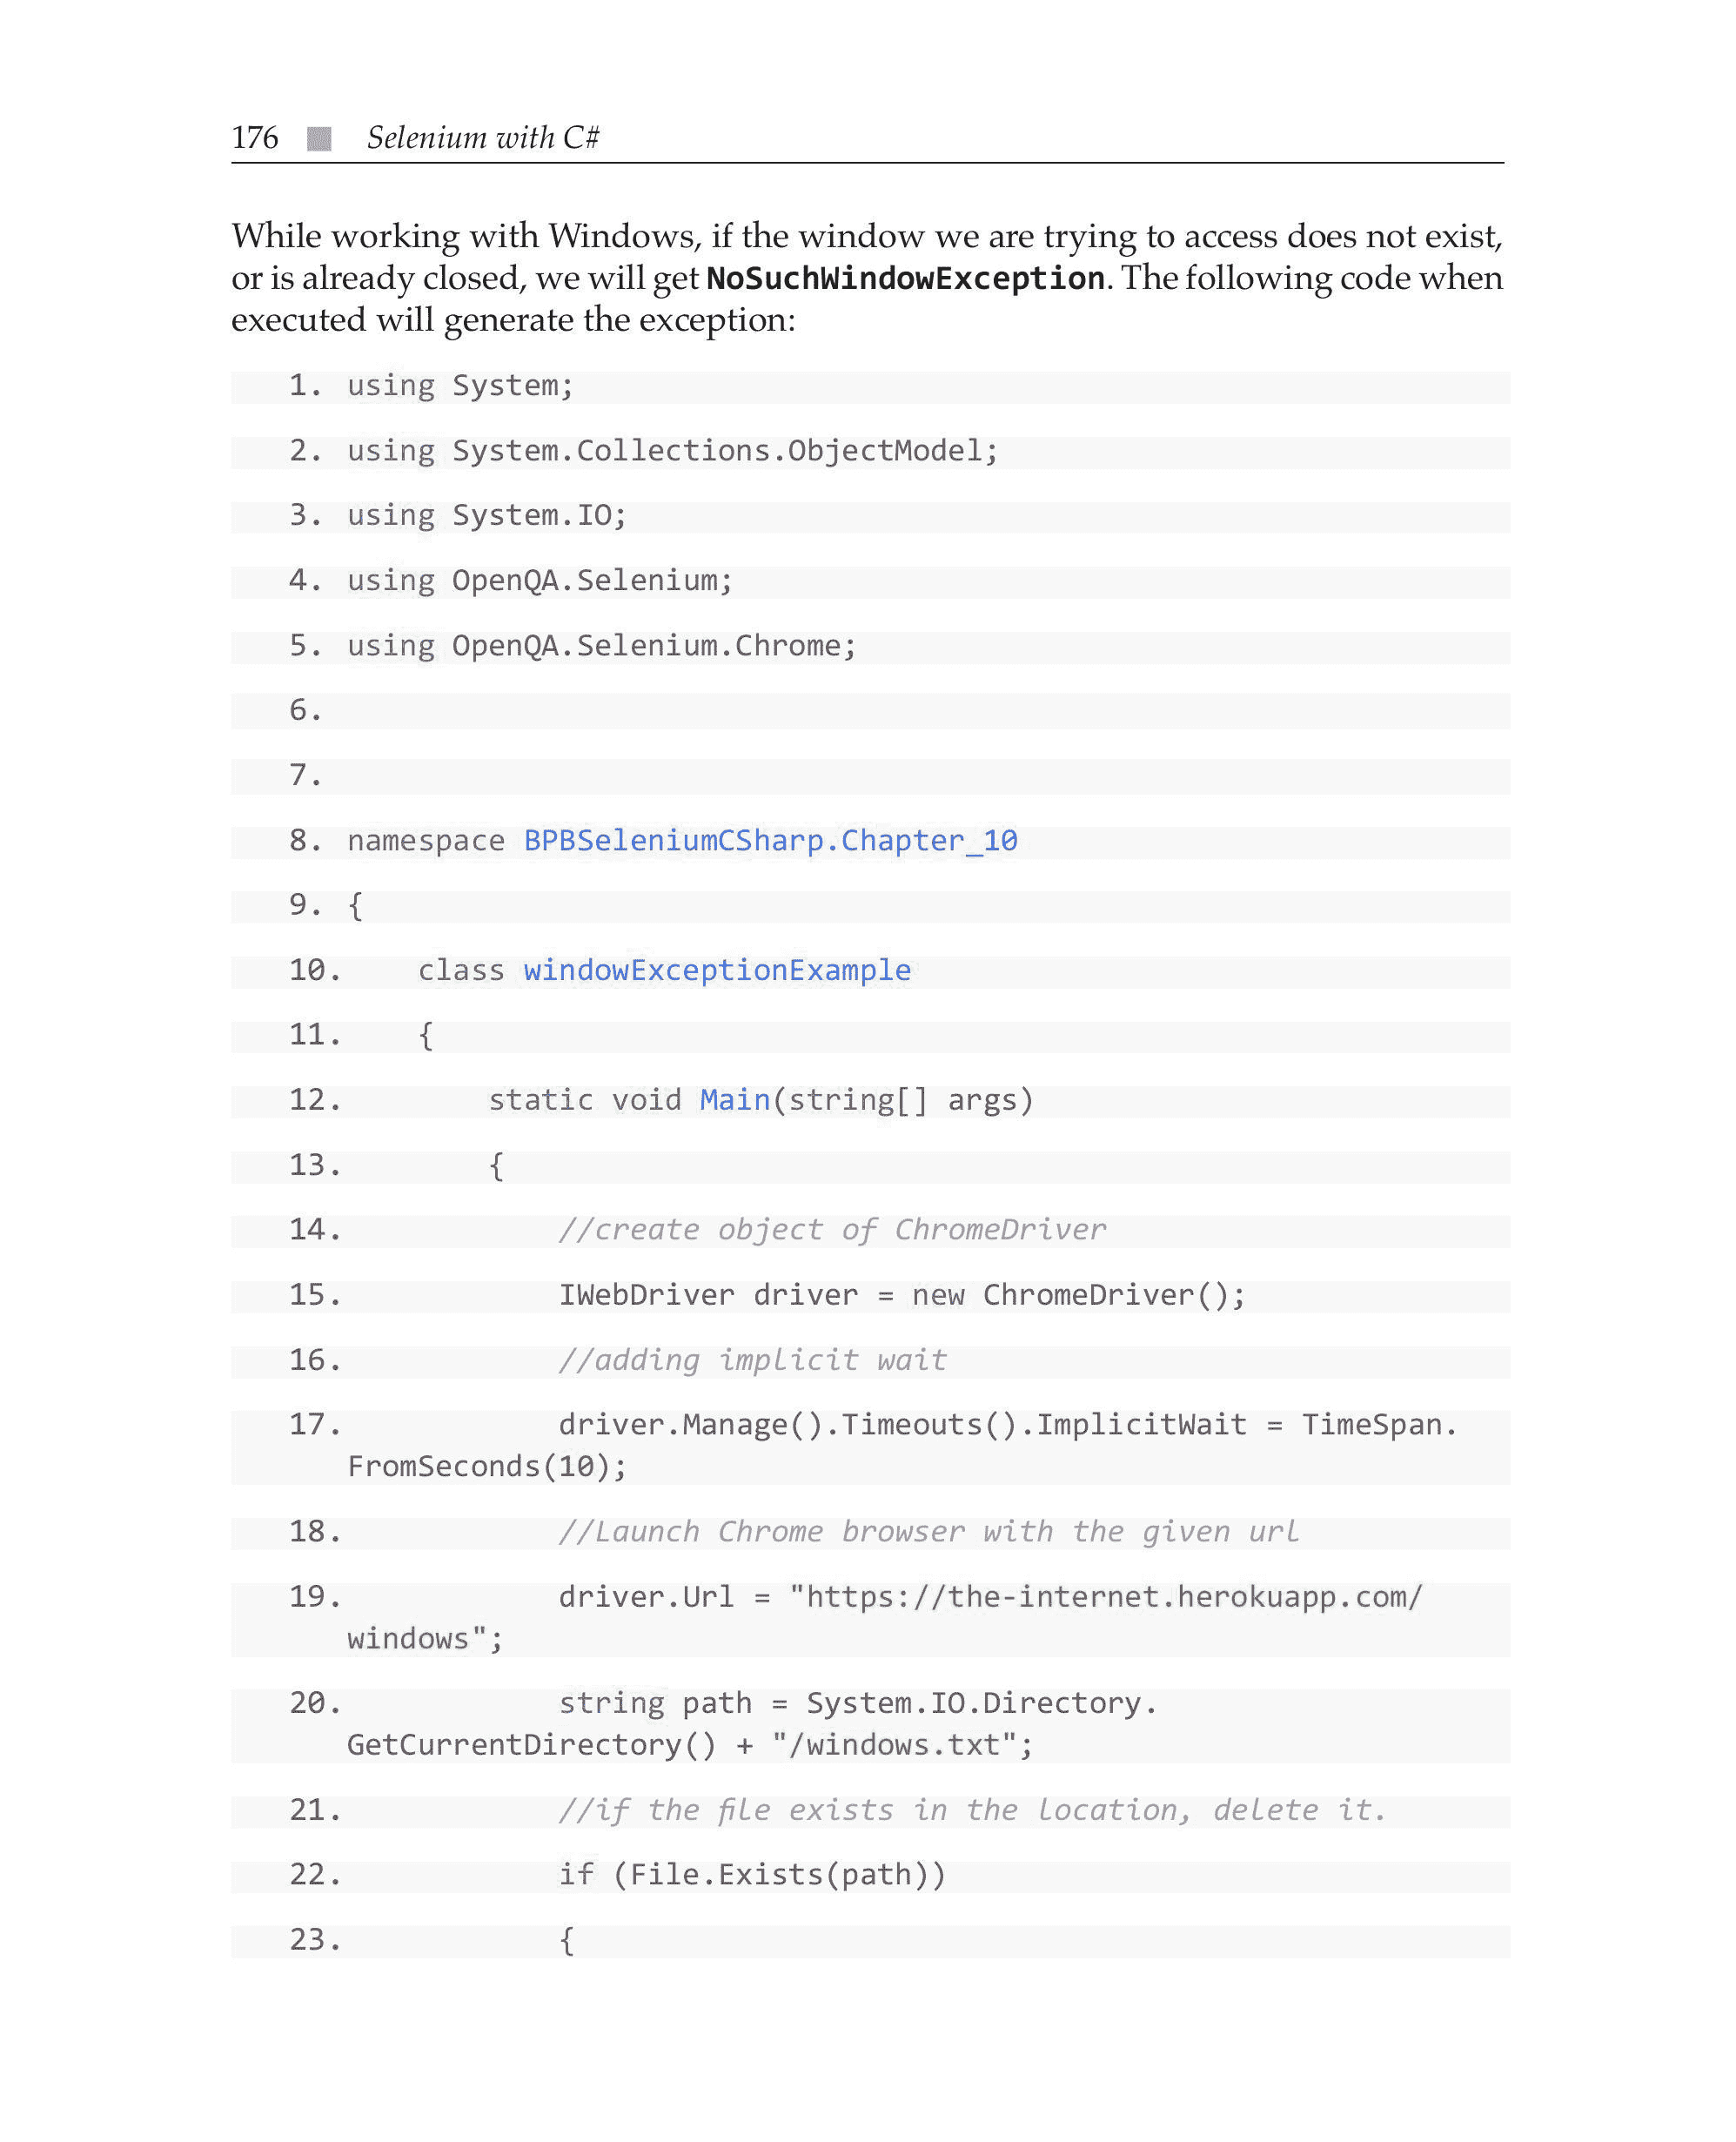 176 Selenium with C#
While working with Windows, if the window we are trying to access does not exist,
or is already closed, we will get NoSuchWindowException. The following code when
executed will generate the exception:
1. using System;
2. using System.Collections.ObjectModel;
3. using System.IO;
4. using OpenQA.Selenium;
5. using OpenQA.Selenium.Chrome;
6.
7.
8. namespace BPBSeleniumCSharp.Chapter_10
9. {
10.    class windowExceptionExample
11.    {
12.        static void Main(string[] args)
13.        {
14.            //create object of ChromeDriver
15.            IWebDriver driver = new ChromeDriver();
16.            //adding implicit wait
17.            driver.Manage().Timeouts().ImplicitWait = TimeSpan.
FromSeconds(10);
18.            //Launch Chrome browser with the given url
19.            driver.Url = "https://the-internet.herokuapp.com/
windows";
20.            string path = System.IO.Directory.
GetCurrentDirectory() + "/windows.txt";
21.            //if the file exists in the location, delete it.
22.            if (File.Exists(path))
23.            {